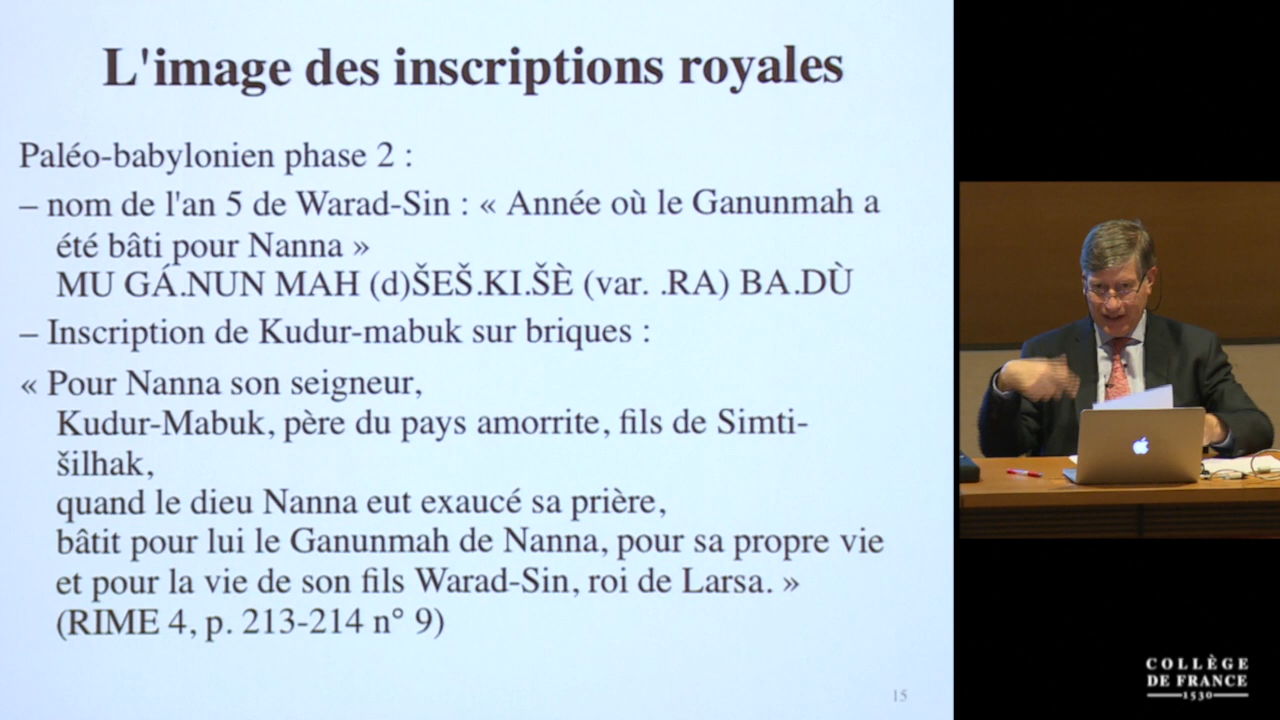 L'image des inscriptions royales
Paléo-babylonien phase 2 :
– nom de l'an 5 de Warad-Sin : « Année où le Ganunmah a
été bâti pour Nanna »
MU GÁ.NUN MAH (d)ŠEŠ.KI.ŠÈ (var. .RA) BA.DÙ
– Inscription de Kudur-mabuk sur briques :
« Pour Nanna son seigneur,
Kudur-Mabuk, père du pays amorrite, fils de Simti-
šilhak,
quand le dieu Nanna eut exaucé sa prière,
bâtit pour lui le Ganunmah de Nanna, pour sa propre vie
et pour la vie de son fils Warad-Sin, roi de Larsa. »
(RIME 4, p. 213-214 n° 9)
15
COLLÈGE
DE FRANCE
1530